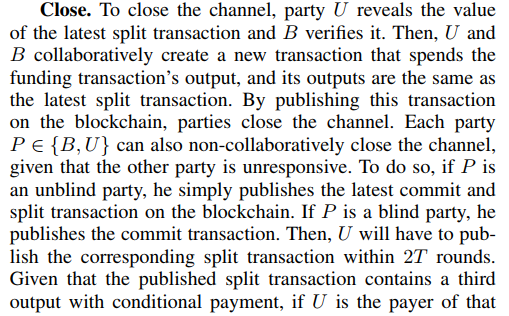 Close. To close the channel, party U reveals the value
of the latest split transaction and B verifies it. Then, U and
B collaboratively create a new transaction that spends the
funding transaction's output, and its outputs are the same as
the latest split transaction. By publishing this transaction
on the blockchain, parties close the channel. Each party
P ∈ {B, U} can also non-collaboratively close the channel,
given that the other party is unresponsive. To do so, if P is
an unblind party, he simply publishes the latest commit and
split transaction on the blockchain. If P is a blind party, he
publishes the commit transaction. Then, U will have to pub-
lish the corresponding split transaction within 2T rounds.
Given that the published split transaction contains a third
output with conditional payment, if U is the payer of that